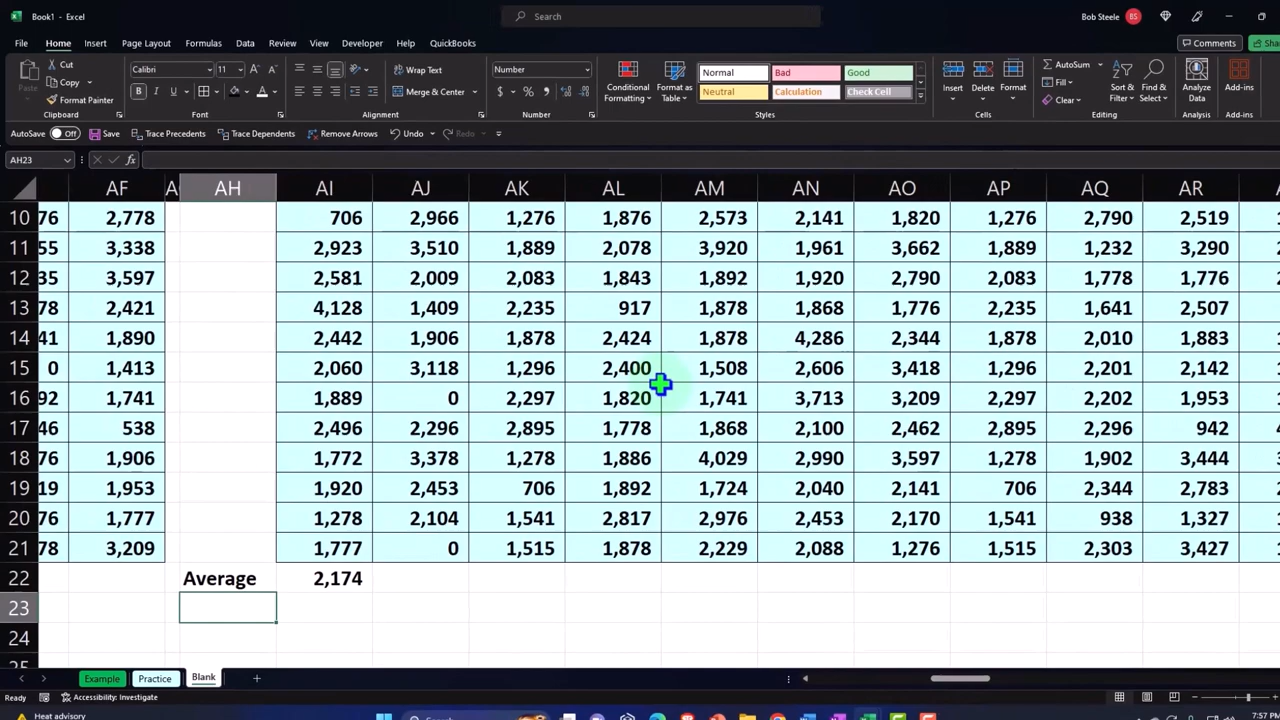 Book1 - Excel
Search
Bob Steele BS
File Home Insert Page Layout Formulas Data Review View Developer Help QuickBooks
Comments
Paste Cut Copy Format Painter Clipboard
Calibri 11 B I U Font
Wrap Text Merge & Center Alignment
Number $ % Number
Conditional Formatting Format as Table Normal Bad Good Neutral Calculation Check Cell Styles
Insert Delete Format Cells
AutoSum Fill Clear Sort & Filter Find & Select Editing
Analyze Data Analysis Add-ins Add-ins
AutoSave Off Save Trace Precedents Trace Dependents Remove Arrows Undo Redo
AH23 fx
AF AH AI AJ AK AL AM AN AO AP AQ AR
10 76 2,778 706 2,966 1,276 1,876 2,573 2,141 1,820 1,276 2,790 2,519
11 55 3,338 2,923 3,510 1,889 2,078 3,920 1,961 3,662 1,889 1,232 3,290
12 35 3,597 2,581 2,009 2,083 1,843 1,892 1,920 2,790 2,083 1,778 1,776
13 78 2,421 4,128 1,409 2,235 917 1,878 1,868 1,776 2,235 1,641 2,507
14 41 1,890 2,442 1,906 1,878 2,424 1,878 4,286 2,344 1,878 2,010 1,883
15 0 1,413 2,060 3,118 1,296 2,400 1,508 2,606 3,418 1,296 2,201 2,142
16 92 1,741 1,889 0 2,297 1,820 1,741 3,713 3,209 2,297 2,202 1,953
17 46 538 2,496 2,296 2,895 1,778 1,868 2,100 2,462 2,895 2,296 942
18 76 1,906 1,772 3,378 1,278 1,886 4,029 2,990 3,597 1,278 1,902 3,444
19 19 1,953 1,920 2,453 706 1,892 1,724 2,040 2,141 706 2,344 2,783
20 76 1,777 1,278 2,104 1,541 2,817 2,976 2,453 2,170 1,541 938 1,327
21 78 3,209 1,777 0 1,515 1,878 2,229 2,088 1,276 1,515 2,303 3,427
22 Average 2,174
23
24
Example Practice Blank
Ready Accessibility: Investigate
Heat advisory Search 7:57 PM